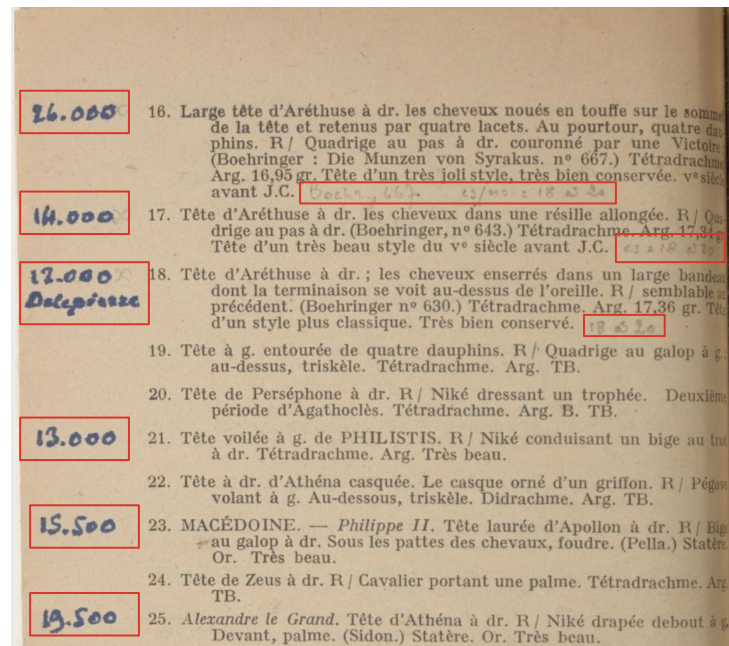 26.000 16. Large tête d'Aréthuse à dr. les cheveux noués en touffe sur le somme
de la tête et retenus par quatre lacets. Au pourtour, quatre dau-
phins. R / Quadrige au pas à dr. couronné par une Victoire.
(Boehringer : Die Munzen von Syrakus. nº 667.) Tétradrachme
Arg. 16,95 gr. Tête d'un très joli style, très bien conservée. vᵉ siècle
avant J.C. Boehr., 667. = 18 à 20
14.000 17. Tête d'Aréthuse à dr. les cheveux dans une résille allongée. R / Qua-
drige au pas à dr. (Boehringer, nº 643.) Tétradrachme. Arg. 17,34 gr
Tête d'un très beau style du vᵉ siècle avant J.C. = 18 à 20
18. Tête d'Aréthuse à dr. ; les cheveux enserrés dans un large bandeau
.000
dont la terminaison se voit au-dessus de l'oreille. R / semblable au
précédent. (Boehringer nº 630.) Tétradrachme. Arg. 17,36 gr. Tête
d'un style plus classique. Très bien conservé. 18 à 20
19. Tête à g. entourée de quatre dauphins. R / Quadrige au galop à g.;
au-dessus, triskèle. Tétradrachme. Arg. TB.
20. Tête de Perséphone à dr. R / Niké dressant un trophée. Deuxième
période d'Agathoclès. Tétradrachme. Arg. B. TB.
13.000 21. Tête voilée à g. de PHILISTIS. R / Niké conduisant un bige au trot
à dr. Tétradrachme. Arg. Très beau.
22. Tête à dr. d'Athéna casquée. Le casque orné d'un griffon. R / Pégase
volant à g. Au-dessous, triskèle. Didrachme. Arg. TB.
15.500 23. MACÉDOINE. — Philippe II. Tête laurée d'Apollon à dr. R / Bige
au galop à dr. Sous les pattes des chevaux, foudre. (Pella.) Statère
Or. Très beau.
24. Tête de Zeus à dr. R / Cavalier portant une palme. Tétradrachme. Arg.
TB.
19.500 25. Alexandre le Grand. Tête d'Athéna à dr. R / Niké drapée debout à g.
Devant, palme. (Sidon.) Statère. Or. Très beau.